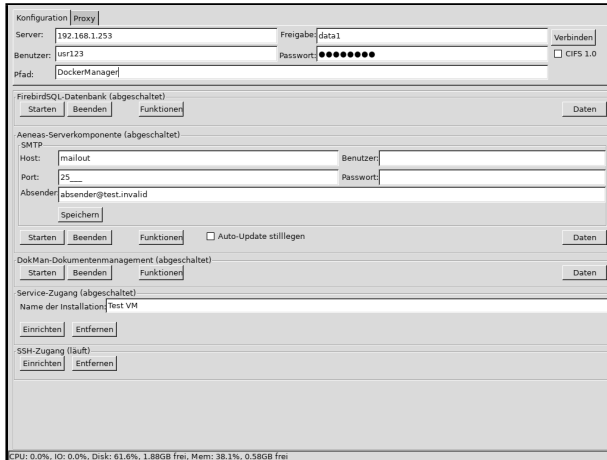 Konfiguration Proxy
Server: 192.168.1.253 Freigabe: data1 Verbinden
Benutzer: usr123 Passwort: ●●●●●●●● CIFS 1.0
Pfad: DockerManager
FirebirdSQL-Datenbank (abgeschaltet)
Starten Beenden Funktionen Daten
Aeneas-Serverkomponente (abgeschaltet)
SMTP
Host: mailout Benutzer:
Port: 25___ Passwort:
Absender absender@test.invalid
Speichern
Starten Beenden Funktionen Auto-Update stilllegen Daten
DokMan-Dokumentenmanagement (abgeschaltet)
Starten Beenden Funktionen Daten
Service-Zugang (abgeschaltet)
Name der Installation: Test VM
Einrichten Entfernen
SSH-Zugang (läuft)
Einrichten Entfernen
CPU: 0.0%, IO: 0.0%, Disk: 61.6%, 1.88GB frei, Mem: 38.1%, 0.58GB frei